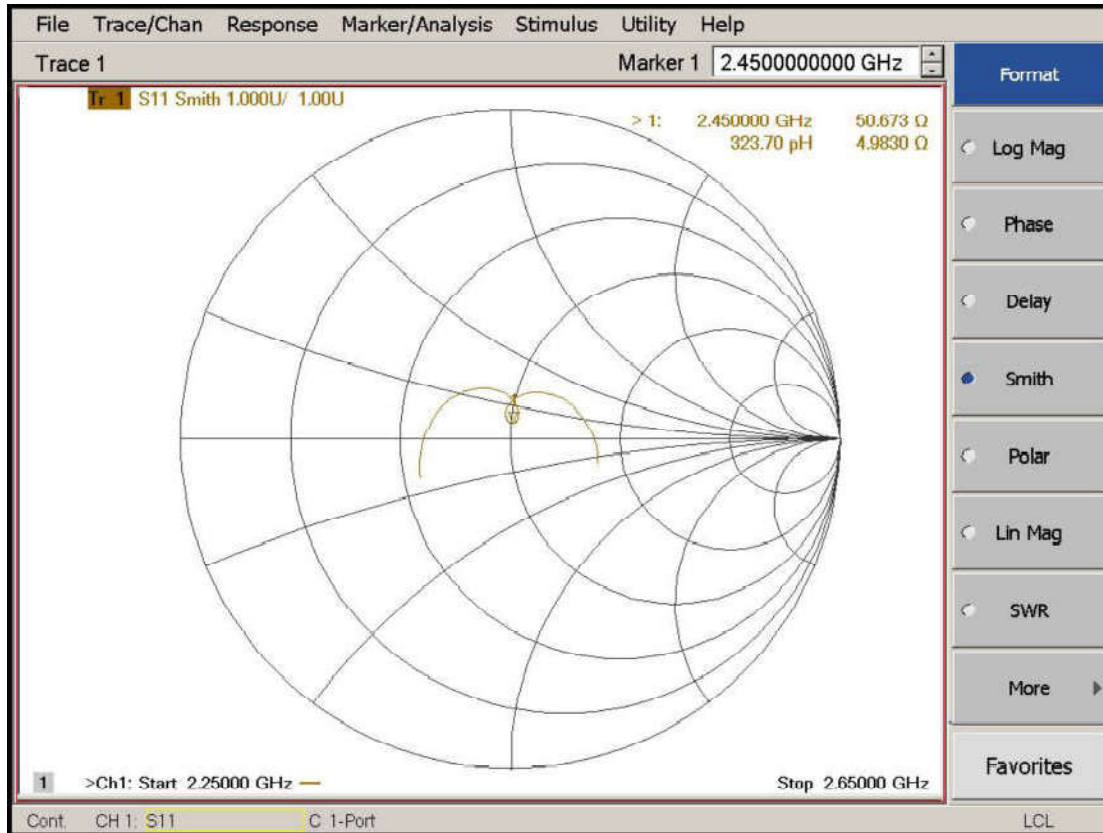 File Trace/Chan Response Marker/Analysis Stimulus Utility Help
Trace 1 Marker 1 2.4500000000 GHz
Format
Tr 1 S11 Smith 1.000U/ 1.00U
> 1: 2.450000 GHz 50.673 Ω
323.70 pH 4.9830 Ω
Log Mag
Phase
Delay
Smith
Polar
Lin Mag
SWR
More
Favorites
1 >Ch1: Start 2.25000 GHz Stop 2.65000 GHz
Cont. CH 1: S11 C 1-Port LCL